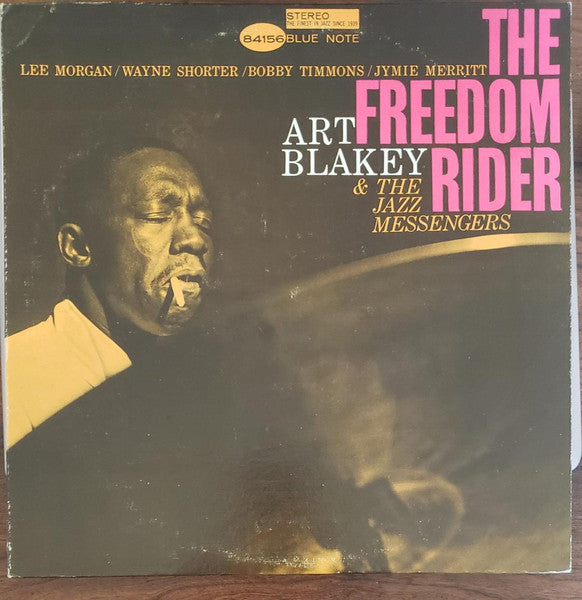 STEREO
THE FINEST IN JAZZ SINCE 1939
84156 BLUE NOTE
LEE MORGAN/WAYNE SHORTER/BOBBY TIMMONS/JYMIE MERRITT
THE
FREEDOM
RIDER
ART
BLAKEY
& THE
JAZZ
MESSENGERS